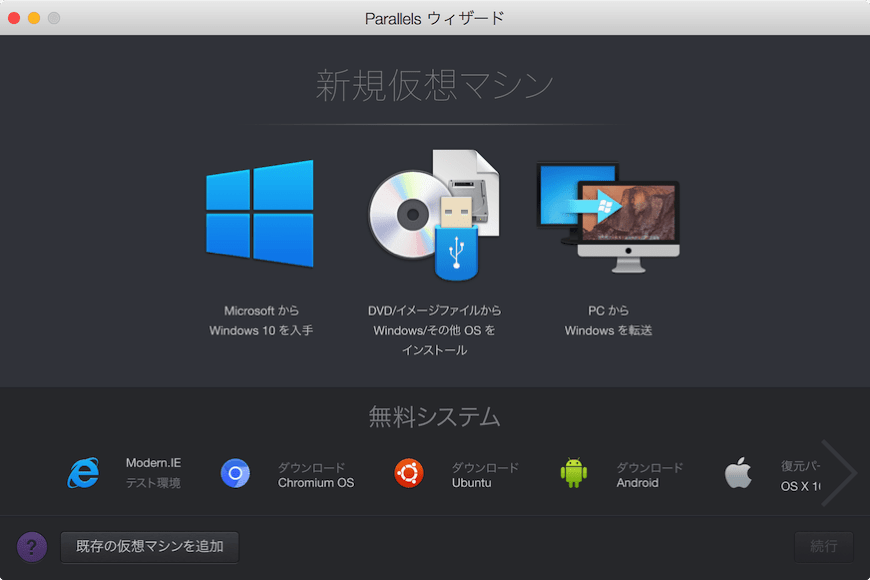 Parallels ウィザード
新規仮想マシン
Microsoft から
Windows 10 を入手
DVD/イメージファイルから
Windows/その他 OS を
インストール
PC から
Windows を転送
無料システム
Modern.IE
テスト環境
ダウンロード
Chromium OS
ダウンロード
Ubuntu
ダウンロード
Android
復元パ
OS X 1
?
既存の仮想マシンを追加
続行